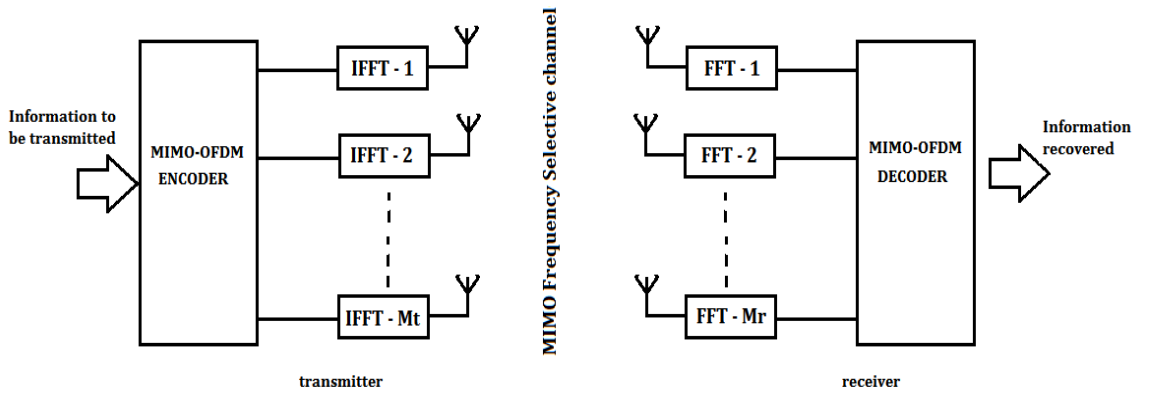 Information to
be transmitted
MIMO-OFDM
ENCODER
IFFT - 1
IFFT - 2
IFFT - Mt
transmitter
MIMO Frequency Selective channel
FFT - 1
FFT - 2
FFT - Mr
MIMO-OFDM
DECODER
Information
recovered
receiver